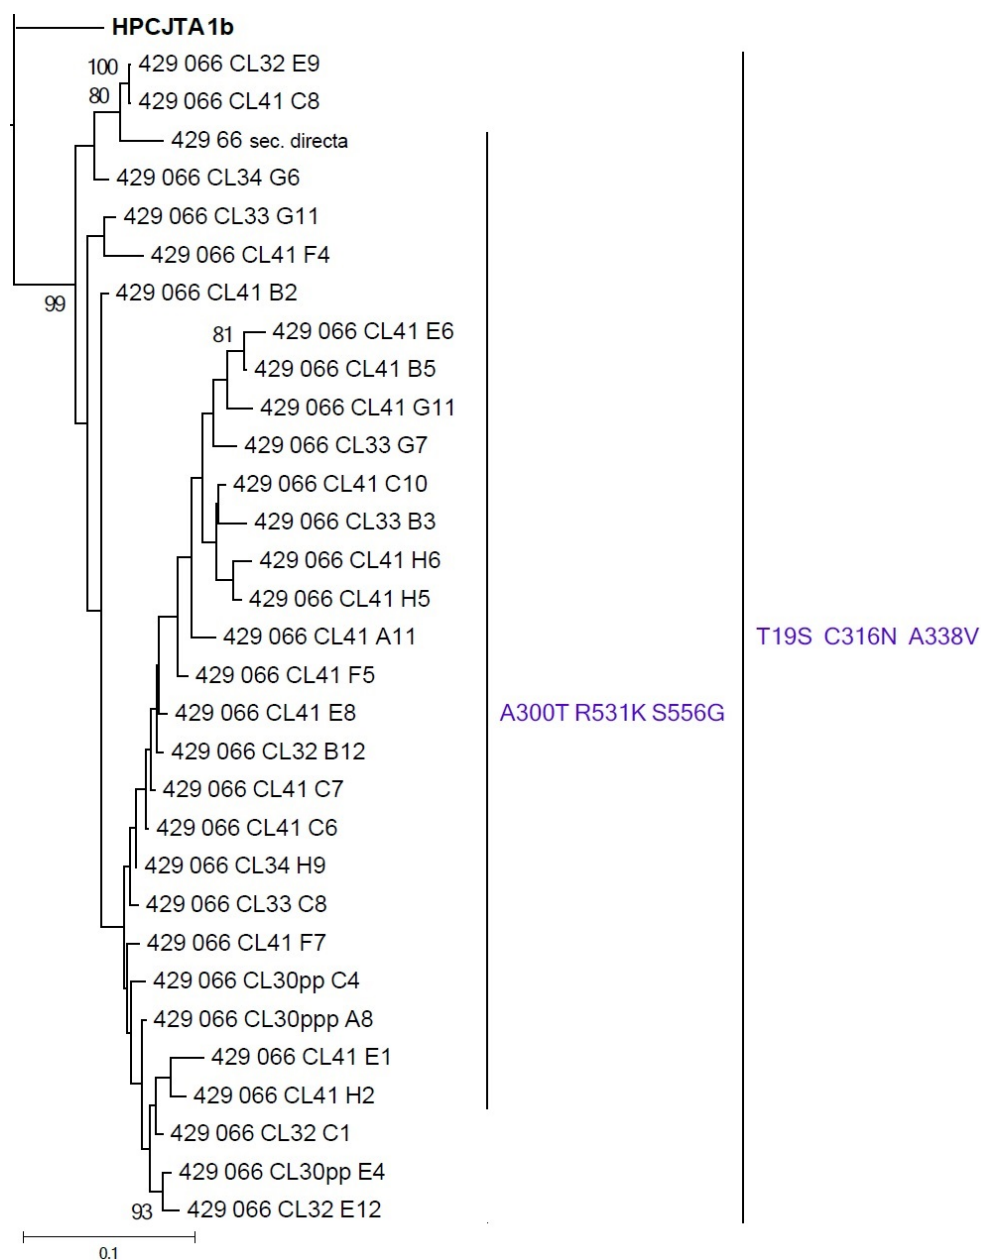 HPCJTA1b
100
429 066 CL32 E9
80
429 066 CL41 C8
429 66 sec. directa
429 066 CL34 G6
429 066 CL33 G11
429 066 CL41 F4
99
429 066 CL41 B2
81
429 066 CL41 E6
429 066 CL41 B5
429 066 CL41 G11
429 066 CL33 G7
429 066 CL41 C10
429 066 CL33 B3
429 066 CL41 H6
429 066 CL41 H5
429 066 CL41 A11
T19S C316N A338V
429 066 CL41 F5
429 066 CL41 E8
A300T R531K S556G
429 066 CL32 B12
429 066 CL41 C7
429 066 CL41 C6
429 066 CL34 H9
429 066 CL33 C8
429 066 CL41 F7
429 066 CL30pp C4
429 066 CL30ppp A8
429 066 CL41 E1
429 066 CL41 H2
429 066 CL32 C1
429 066 CL30pp E4
93
429 066 CL32 E12
0.1